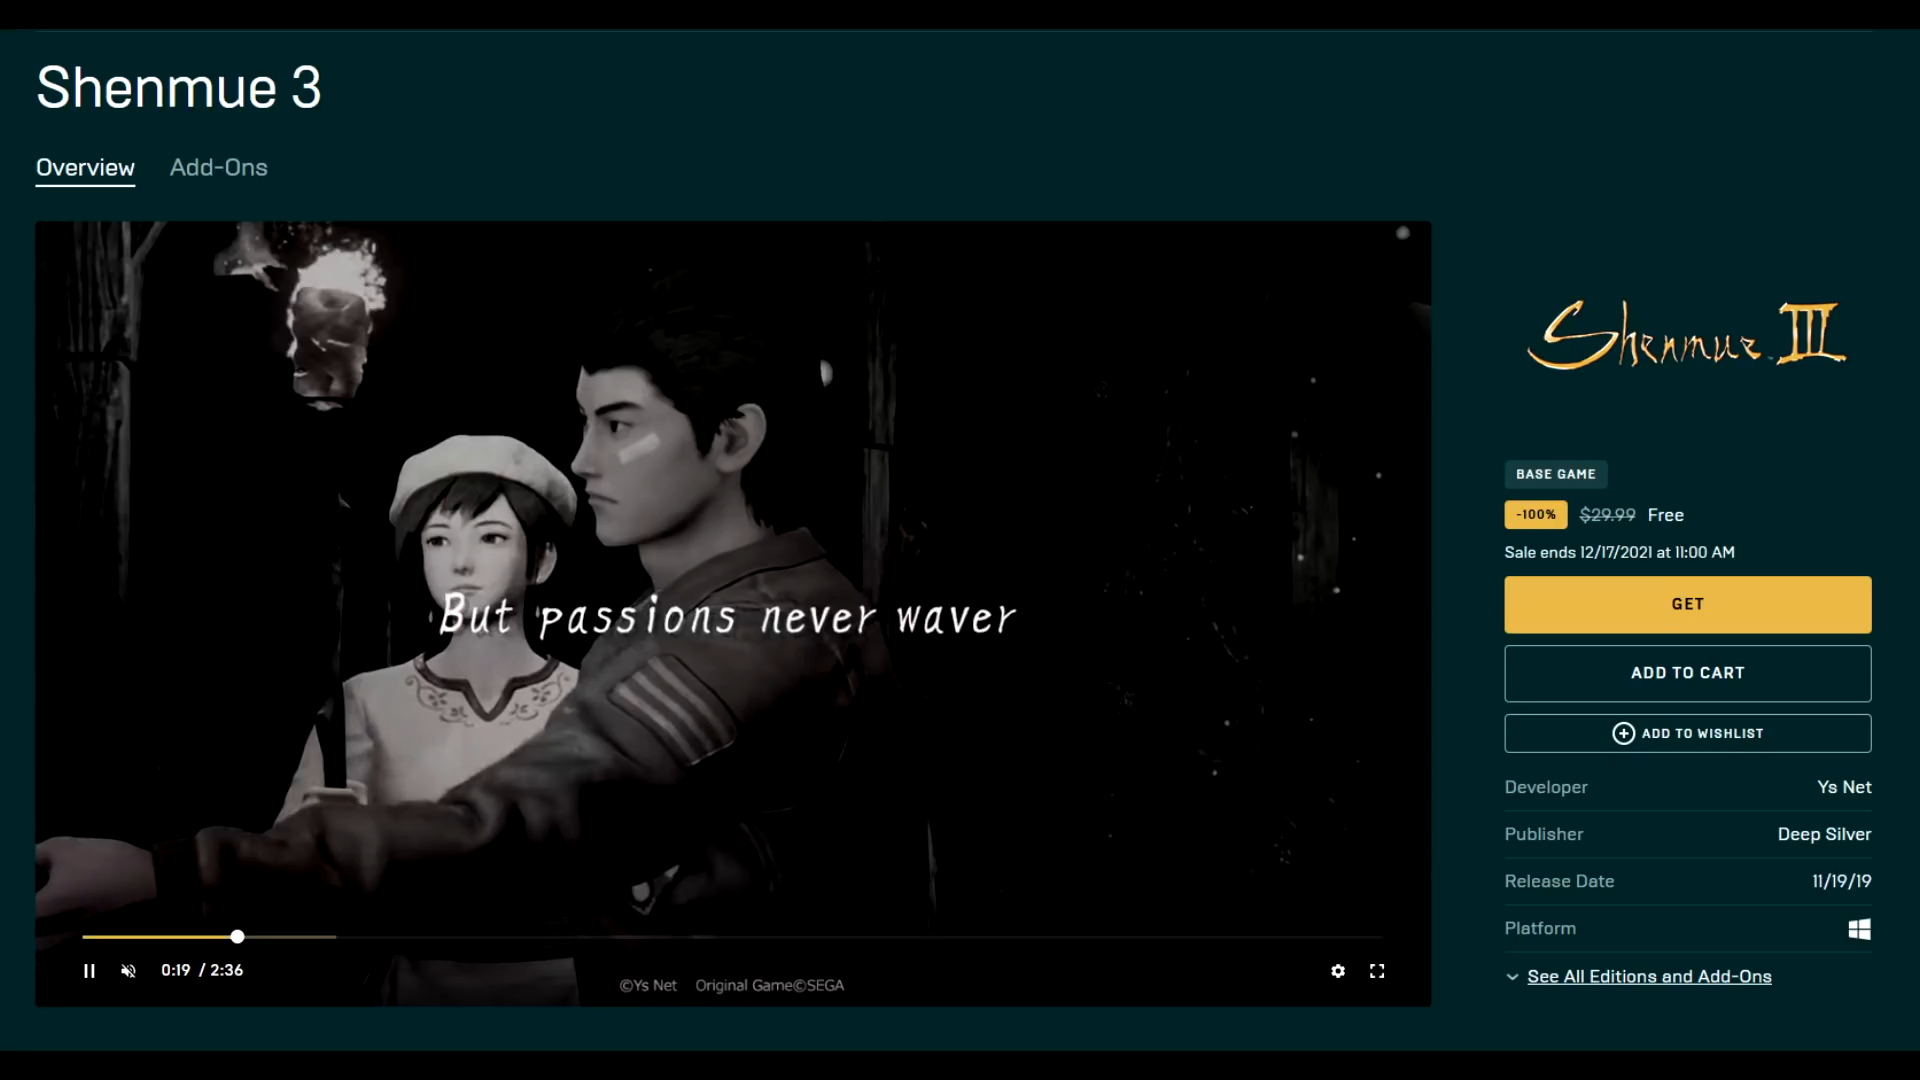 Shenmue 3
Overview Add-Ons
But passions never waver
0:19 / 2:36
©Ys Net Original Game©SEGA
Shenmue III
BASE GAME
-100% $29.99 Free
Sale ends 12/17/2021 at 11:00 AM
GET
ADD TO CART
ADD TO WISHLIST
Developer Ys Net
Publisher Deep Silver
Release Date 11/19/19
Platform
See All Editions and Add-Ons